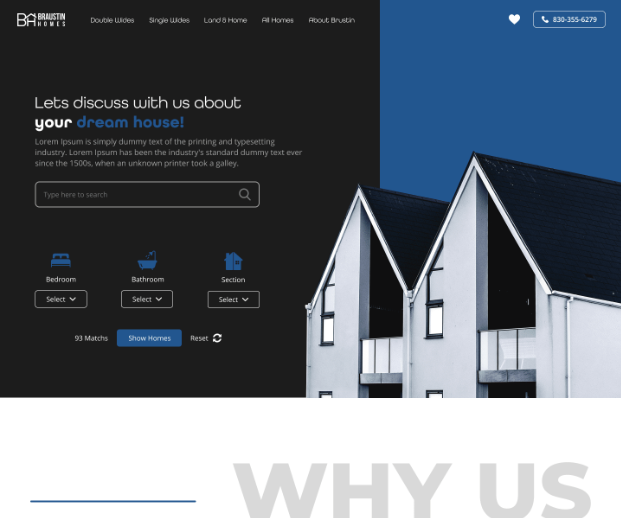 BA BRAUSTIN
HOMES
Double Wides Single Wides Land & Home All Homes About Brustin
830-355-6279
Lets discuss with us about
your dream house!
Lorem Ipsum is simply dummy text of the printing and typesetting
industry. Lorem Ipsum has been the industry's standard dummy text ever
since the 1500s, when an unknown printer took a galley.
Type here to search
Bedroom Bathroom Section
Select Select Select
93 Matchs Show Homes Reset
WHY US